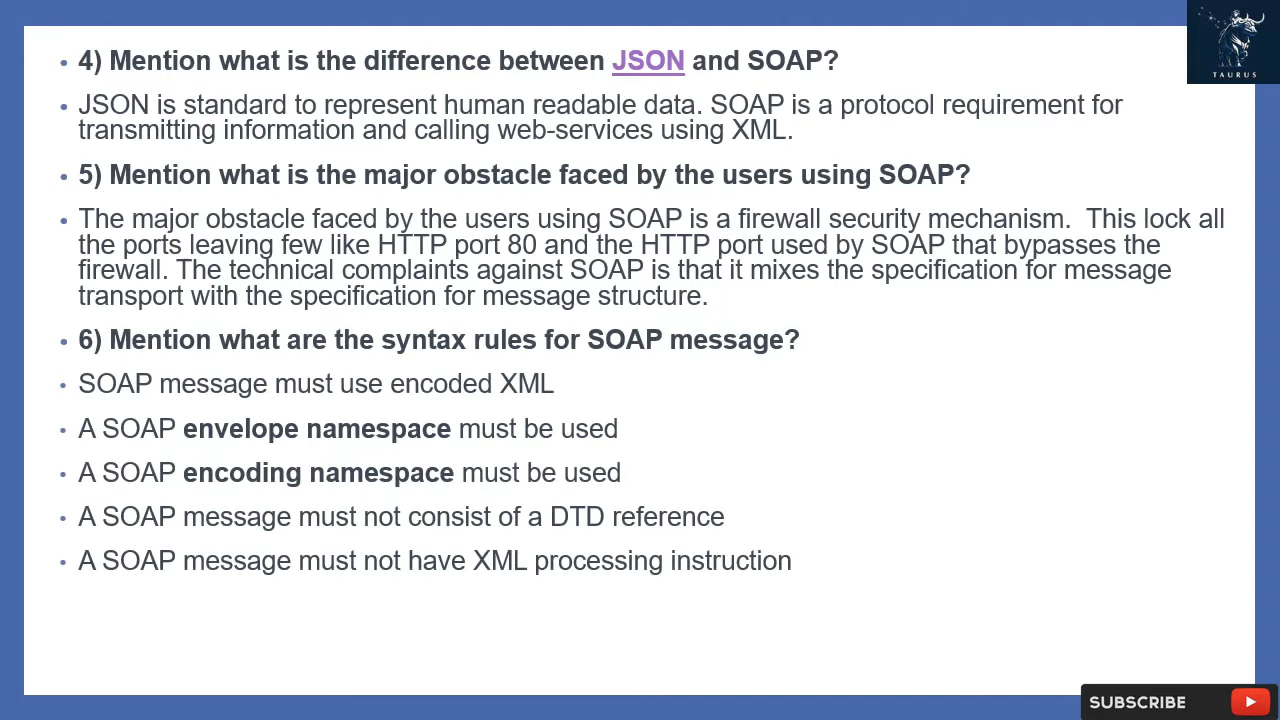 4) Mention what is the difference between JSON and SOAP?
JSON is standard to represent human readable data. SOAP is a protocol requirement for
transmitting information and calling web-services using XML.
5) Mention what is the major obstacle faced by the users using SOAP?
The major obstacle faced by the users using SOAP is a firewall security mechanism.  This lock all
the ports leaving few like HTTP port 80 and the HTTP port used by SOAP that bypasses the
firewall. The technical complaints against SOAP is that it mixes the specification for message
transport with the specification for message structure.
6) Mention what are the syntax rules for SOAP message?
SOAP message must use encoded XML
A SOAP envelope namespace must be used
A SOAP encoding namespace must be used
A SOAP message must not consist of a DTD reference
A SOAP message must not have XML processing instruction
TAURUS
SUBSCRIBE